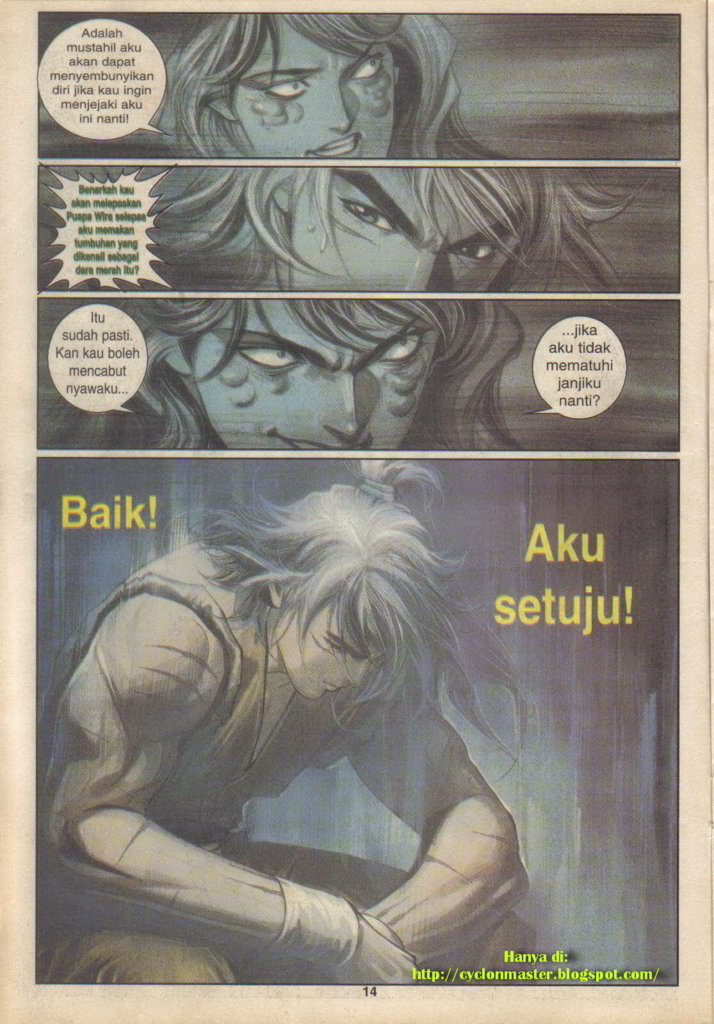 Adalah
mustahil aku
akan dapat
menyembunyikan
diri jika kau ingin
menjejaki aku
ini nanti!
Benarkah kau
akan melepaskan
Puspa Wira selepas
aku memakan
tumbuhan yang
dikenali sebagai
dara merah itu?
Itu
sudah pasti.
Kan kau boleh
mencabut
nyawaku...
...jika
aku tidak
mematuhi
janjiku
nanti?
Baik!
Aku
setuju!
Hanya di:
http://cyclonmaster.blogspot.com/
14